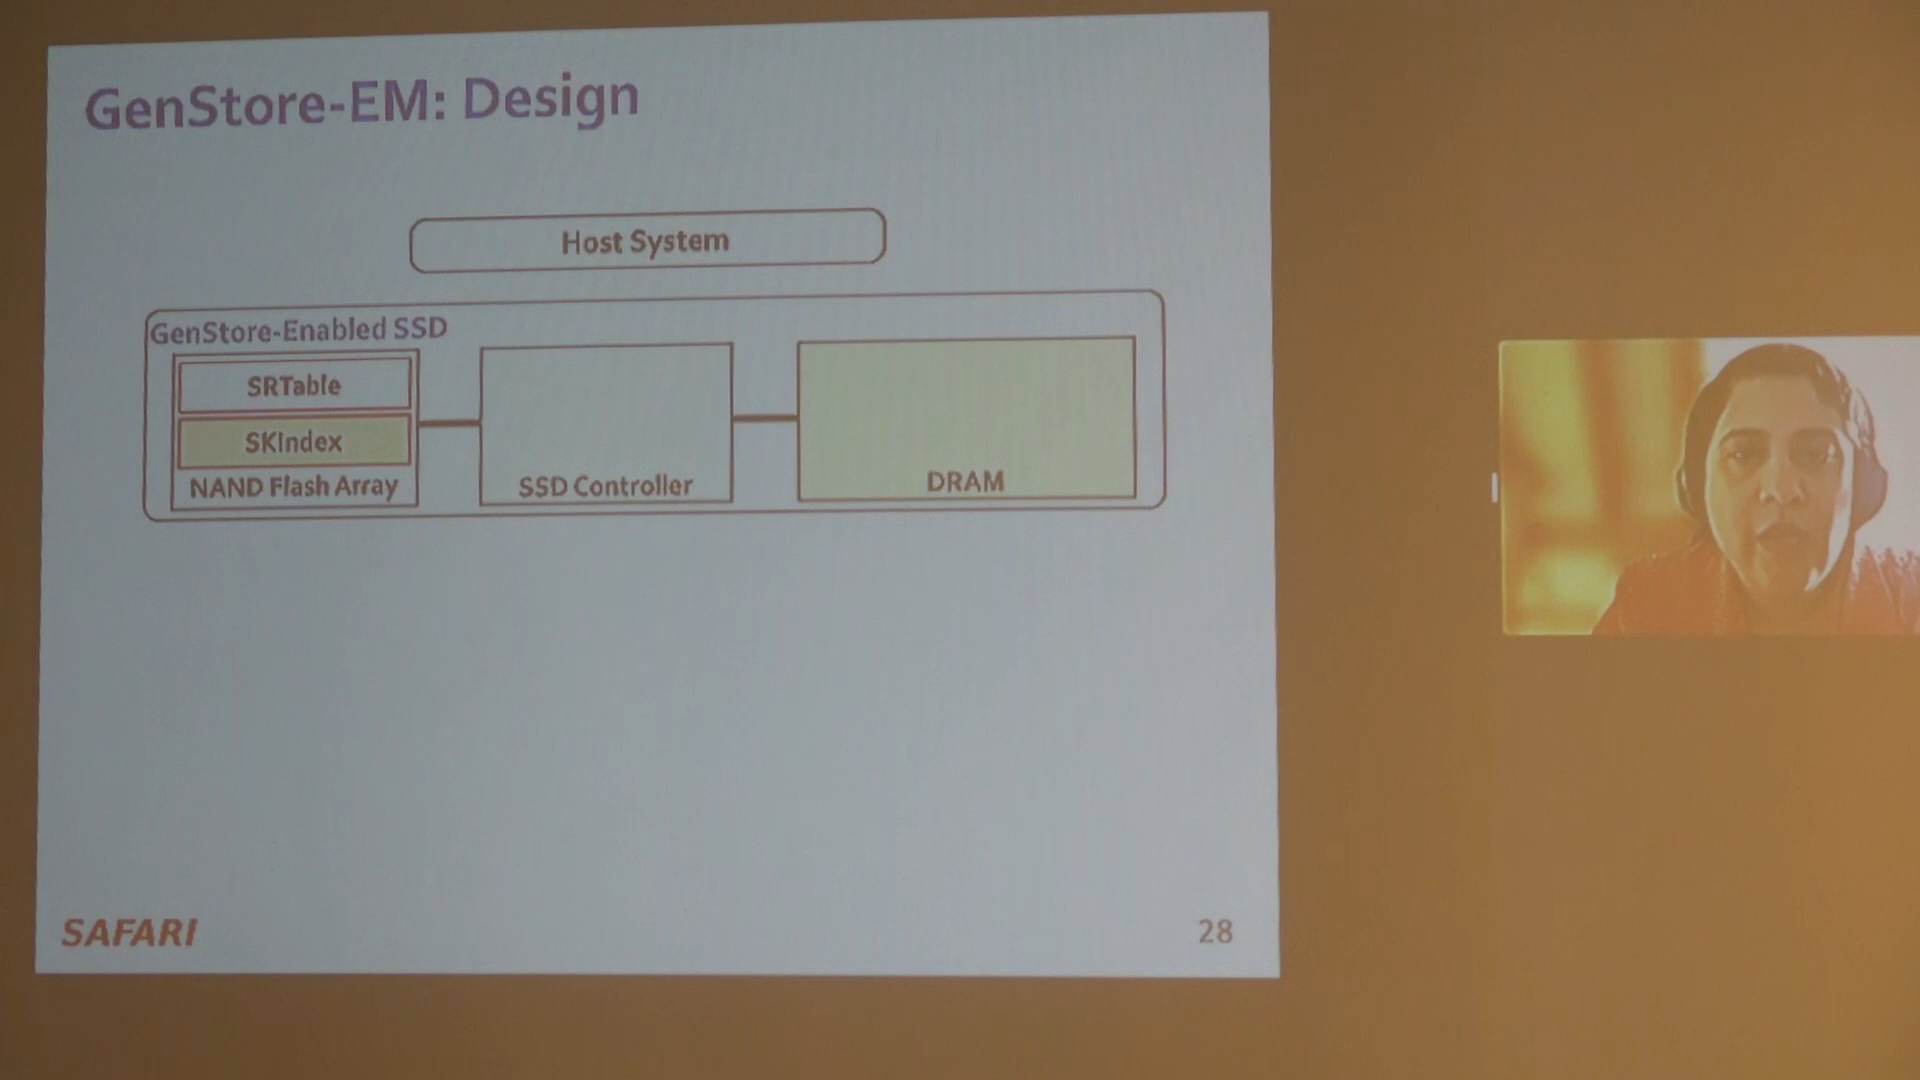 GenStore-EM: Design
Host System
GenStore-Enabled SSD
SRTable
SKIndex
NAND Flash Array
SSD Controller
DRAM
SAFARI
28